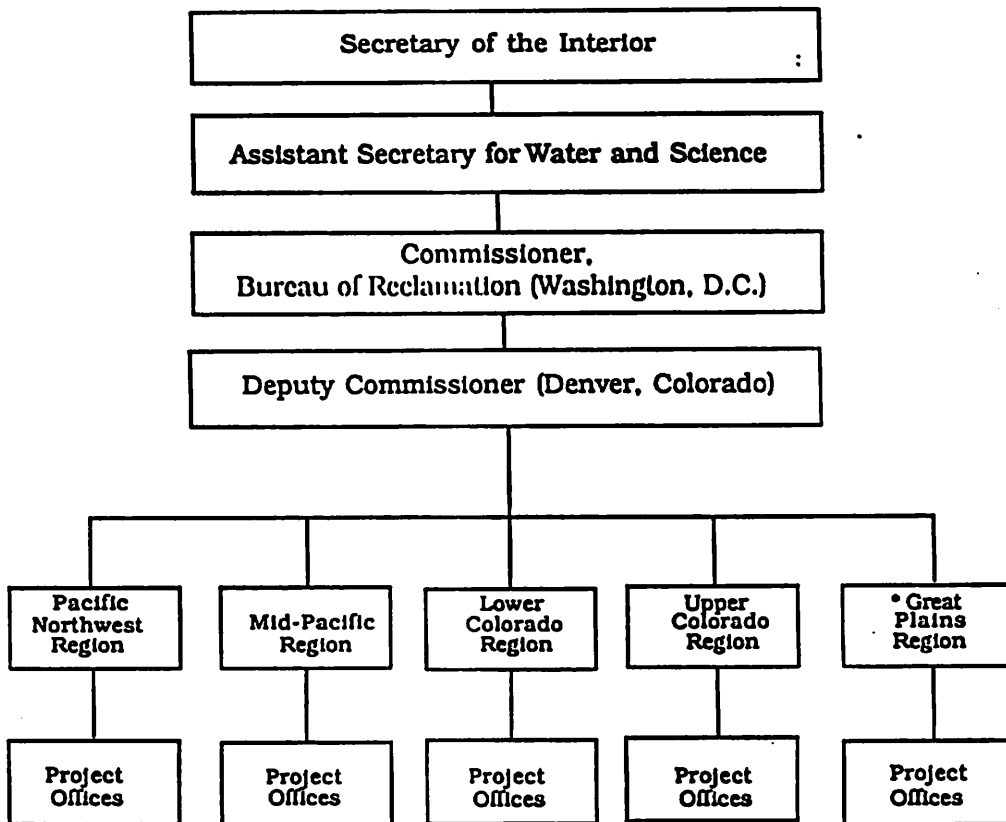 Secretary of the Interior
Assistant Secretary for Water and Science
Commissioner,
Bureau of Reclamation (Washington, D.C.)
Deputy Commissioner (Denver, Colorado)
Pacific
Northwest
Region
Mid-Pacific
Region
Lower
Colorado
Region
Upper
Colorado
Region
Great
Plains
Region
Project
Offices
Project
Offices
Project
Offices
Project
Offices
Project
Offices